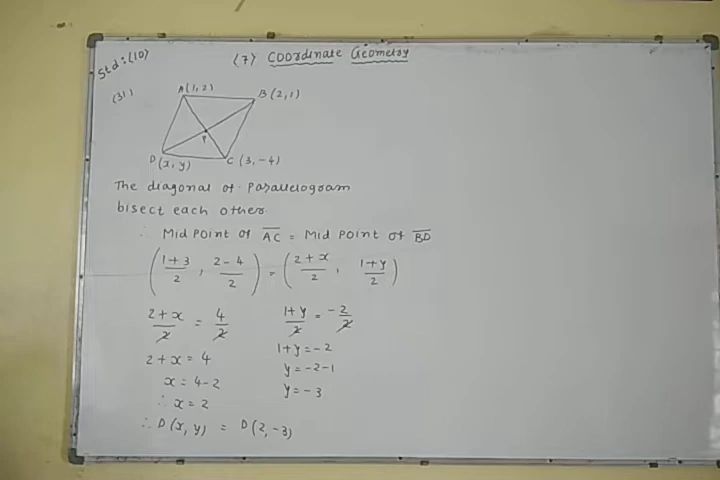 Std:(10)
(7) Coordinate Geometry
(31)
A(1,2)
B(2,1)
P
D(x,y)
C(3,-4)
The diagonal of parallelogram
bisect each other.
∴ Mid point of A̅C̅ = Mid point of B̅D̅
((1+3)/2 , (2-4)/2) = ((2+x)/2 , (1+y)/2)
(2+x)/2 = 4/2
(1+y)/2 = -2/2
2+x = 4
1+y = -2
x = 4-2
y = -2-1
∴ x = 2
y = -3
∴ D(x,y) = D(2,-3)